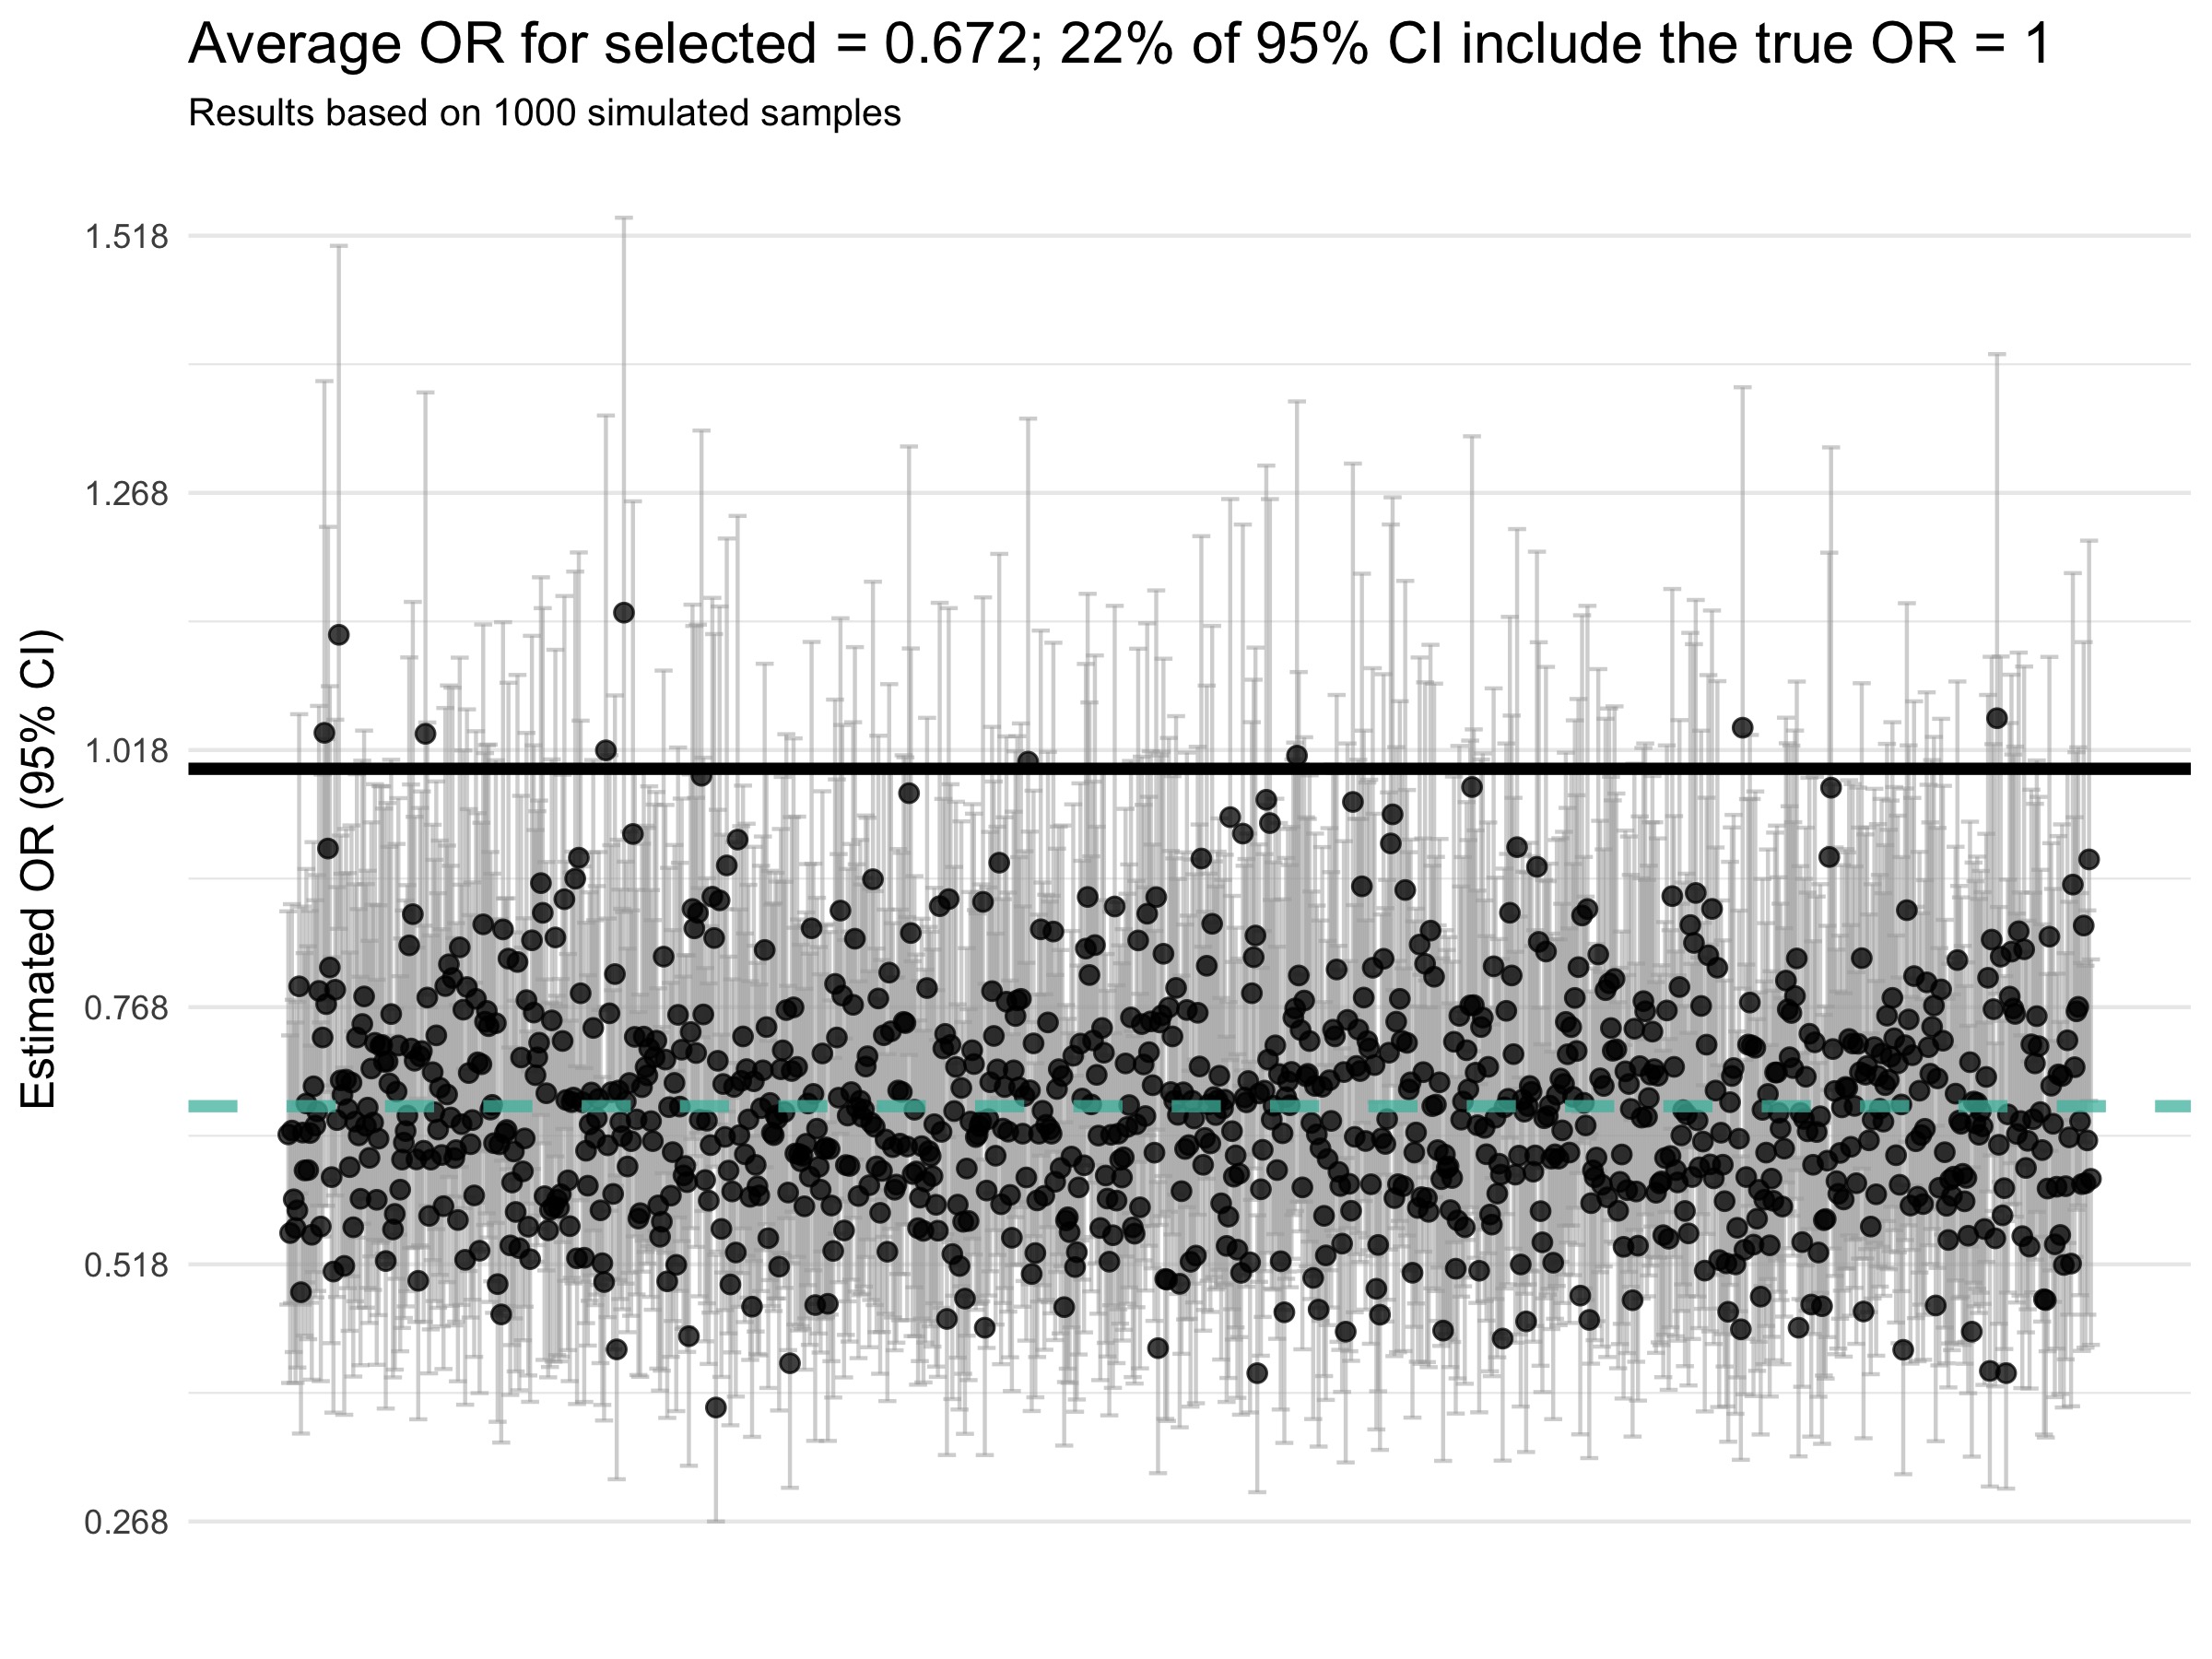 Average OR for selected = 0.672; 22% of 95% CI include the true OR = 1
Results based on 1000 simulated samples
Estimated OR (95% CI)
1.518
1.268
1.018
0.768
0.518
0.268